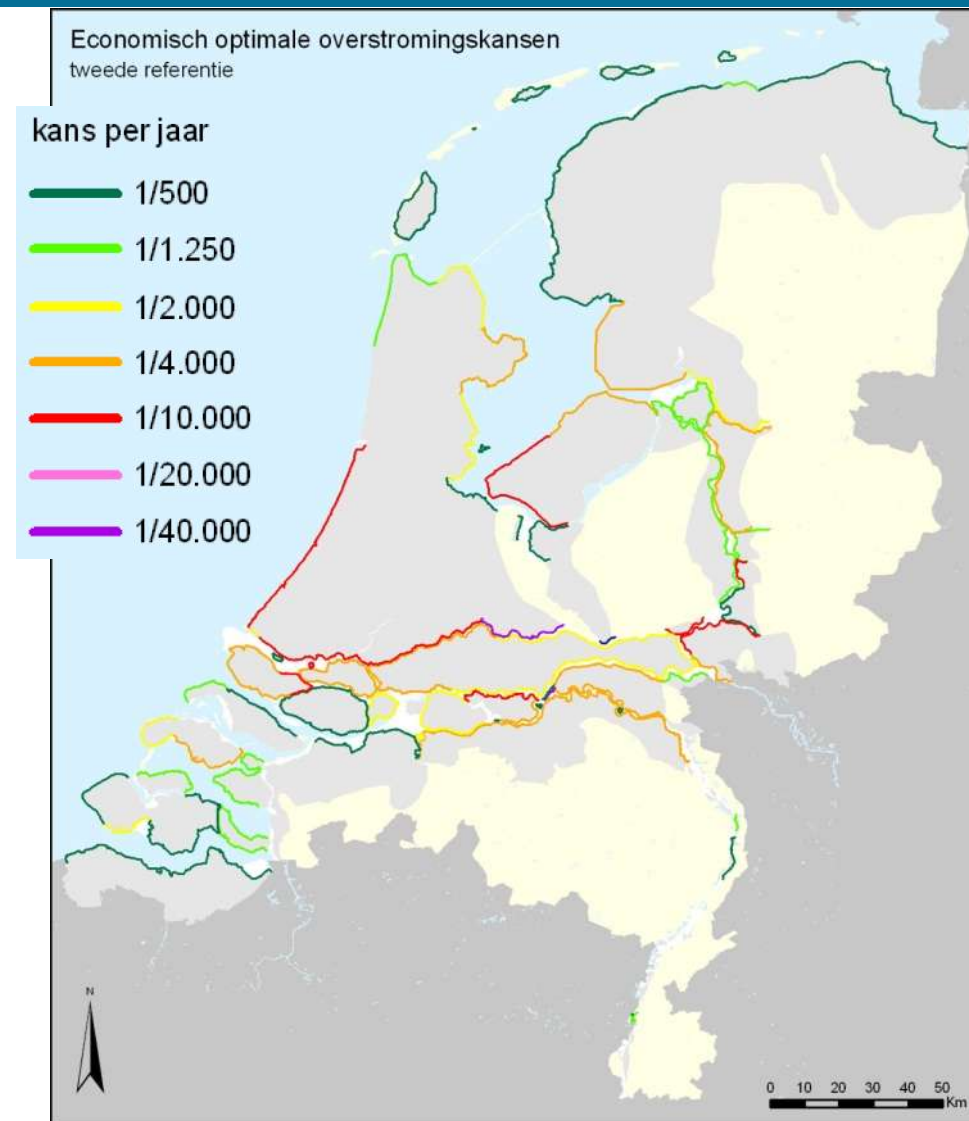 Economisch optimale overstromingskansen
tweede referentie
kans per jaar
1/500
1/1.250
1/2.000
1/4.000
1/10.000
1/20.000
1/40.000
N
0 10 20 30 40 50
Km